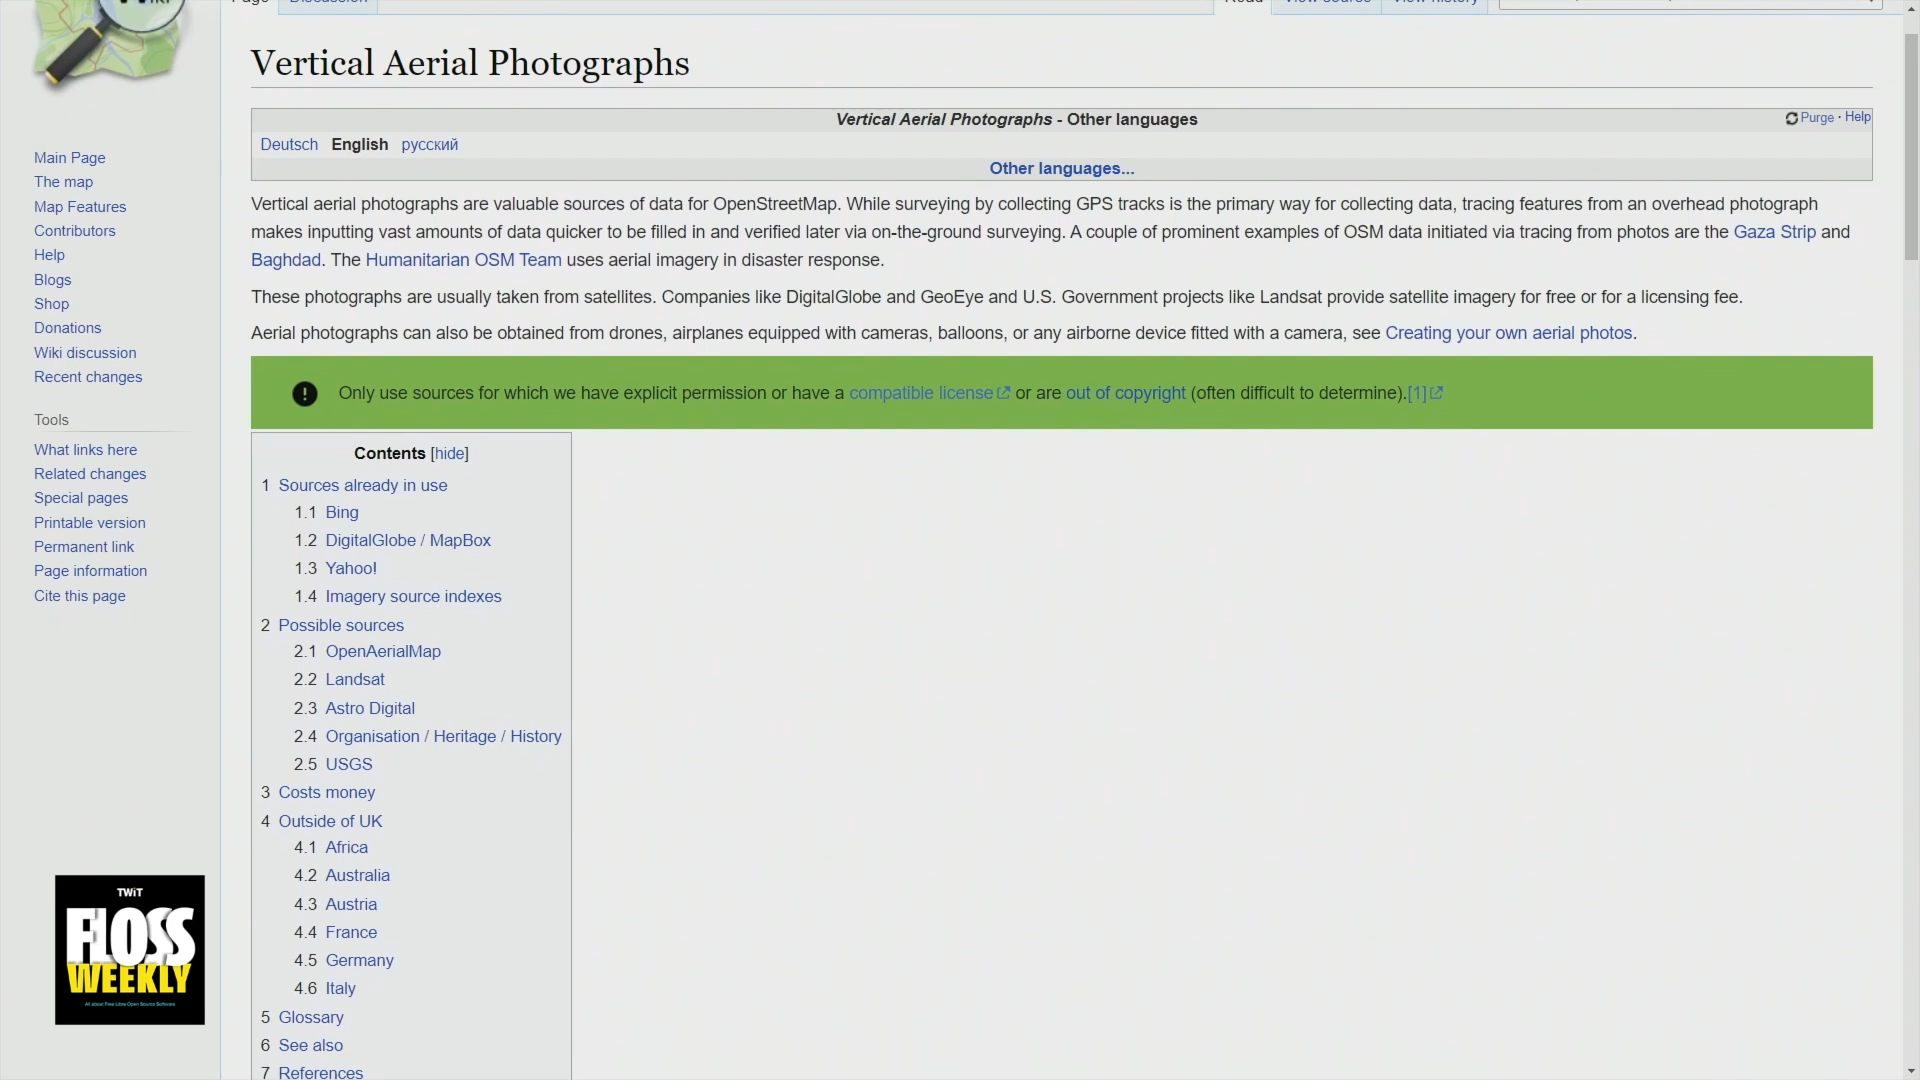 Page Discussion Read View source View history
Vertical Aerial Photographs
Vertical Aerial Photographs - Other languages
Purge · Help
Deutsch English русский
Other languages...
Vertical aerial photographs are valuable sources of data for OpenStreetMap. While surveying by collecting GPS tracks is the primary way for collecting data, tracing features from an overhead photograph
makes inputting vast amounts of data quicker to be filled in and verified later via on-the-ground surveying. A couple of prominent examples of OSM data initiated via tracing from photos are the Gaza Strip and
Baghdad. The Humanitarian OSM Team uses aerial imagery in disaster response.
These photographs are usually taken from satellites. Companies like DigitalGlobe and GeoEye and U.S. Government projects like Landsat provide satellite imagery for free or for a licensing fee.
Aerial photographs can also be obtained from drones, airplanes equipped with cameras, balloons, or any airborne device fitted with a camera, see Creating your own aerial photos.
Only use sources for which we have explicit permission or have a compatible license or are out of copyright (often difficult to determine).[1]
Contents [hide]
1 Sources already in use
1.1 Bing
1.2 DigitalGlobe / MapBox
1.3 Yahoo!
1.4 Imagery source indexes
2 Possible sources
2.1 OpenAerialMap
2.2 Landsat
2.3 Astro Digital
2.4 Organisation / Heritage / History
2.5 USGS
3 Costs money
4 Outside of UK
4.1 Africa
4.2 Australia
4.3 Austria
4.4 France
4.5 Germany
4.6 Italy
5 Glossary
6 See also
7 References
Main Page
The map
Map Features
Contributors
Help
Blogs
Shop
Donations
Wiki discussion
Recent changes
Tools
What links here
Related changes
Special pages
Printable version
Permanent link
Page information
Cite this page
TWiT
FLOSS
WEEKLY
All about Free Libre Open Source Software